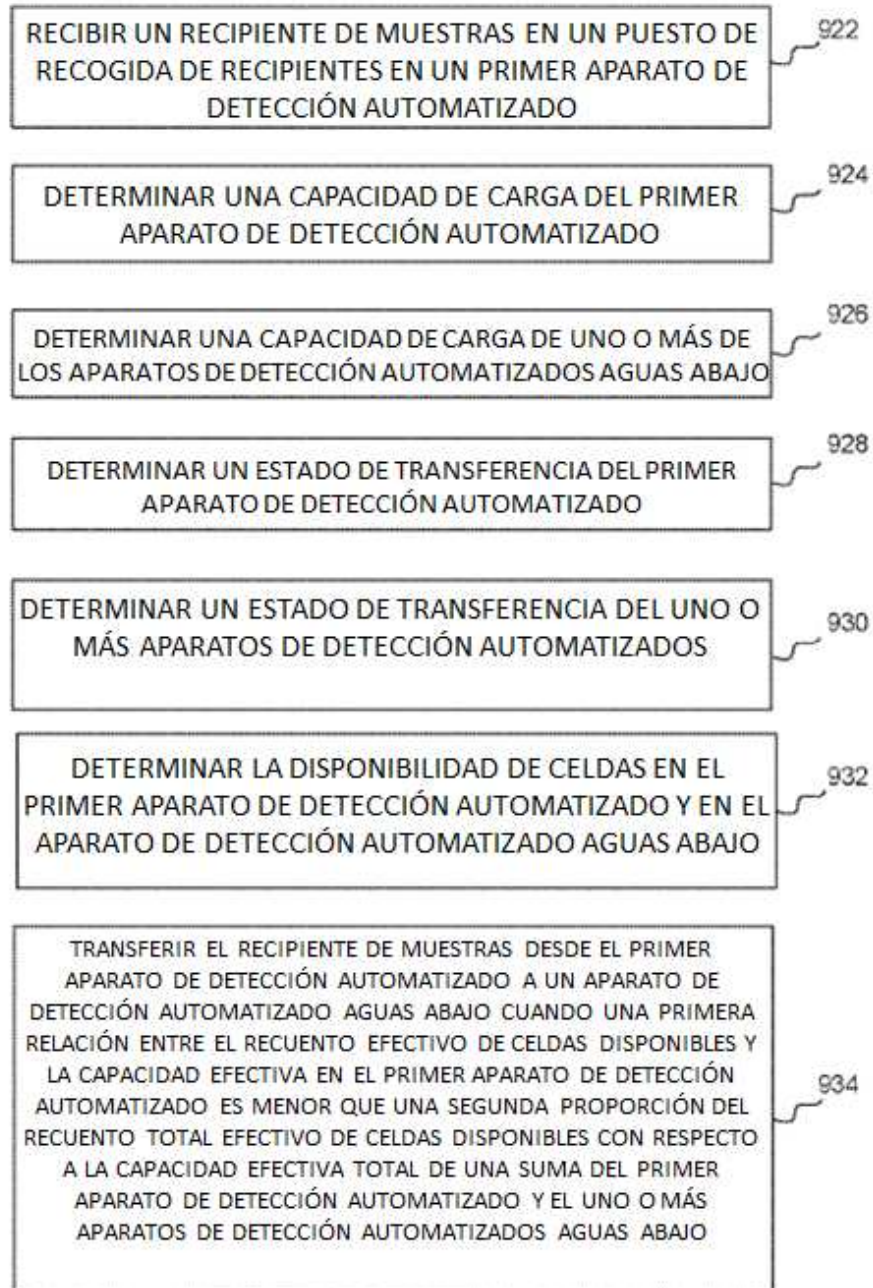 RECIBIR UN RECIPIENTE DE MUESTRAS EN UN PUESTO DE
RECOGIDA DE RECIPIENTES EN UN PRIMER APARATO DE
DETECCIÓN AUTOMATIZADO
922
DETERMINAR UNA CAPACIDAD DE CARGA DEL PRIMER
APARATO DE DETECCIÓN AUTOMATIZADO
924
DETERMINAR UNA CAPACIDAD DE CARGA DE UNO O MÁS DE
LOS APARATOS DE DETECCIÓN AUTOMATIZADOS AGUAS ABAJO
926
DETERMINAR UN ESTADO DE TRANSFERENCIA DEL PRIMER
APARATO DE DETECCIÓN AUTOMATIZADO
928
DETERMINAR UN ESTADO DE TRANSFERENCIA DEL UNO O
MÁS APARATOS DE DETECCIÓN AUTOMATIZADOS
930
DETERMINAR LA DISPONIBILIDAD DE CELDAS EN EL
PRIMER APARATO DE DETECCIÓN AUTOMATIZADO Y EN EL
APARATO DE DETECCIÓN AUTOMATIZADO AGUAS ABAJO
932
TRANSFERIR EL RECIPIENTE DE MUESTRAS DESDE EL PRIMER
APARATO DE DETECCIÓN AUTOMATIZADO A UN APARATO DE
DETECCIÓN AUTOMATIZADO AGUAS ABAJO CUANDO UNA PRIMERA
RELACIÓN ENTRE EL RECUENTO EFECTIVO DE CELDAS DISPONIBLES Y
LA CAPACIDAD EFECTIVA EN EL PRIMER APARATO DE DETECCIÓN
AUTOMATIZADO ES MENOR QUE UNA SEGUNDA PROPORCIÓN DEL
RECUENTO TOTAL EFECTIVO DE CELDAS DISPONIBLES CON RESPECTO
A LA CAPACIDAD EFECTIVA TOTAL DE UNA SUMA DEL PRIMER
APARATO DE DETECCIÓN AUTOMATIZADO Y EL UNO O MÁS
APARATOS DE DETECCIÓN AUTOMATIZADOS AGUAS ABAJO
934